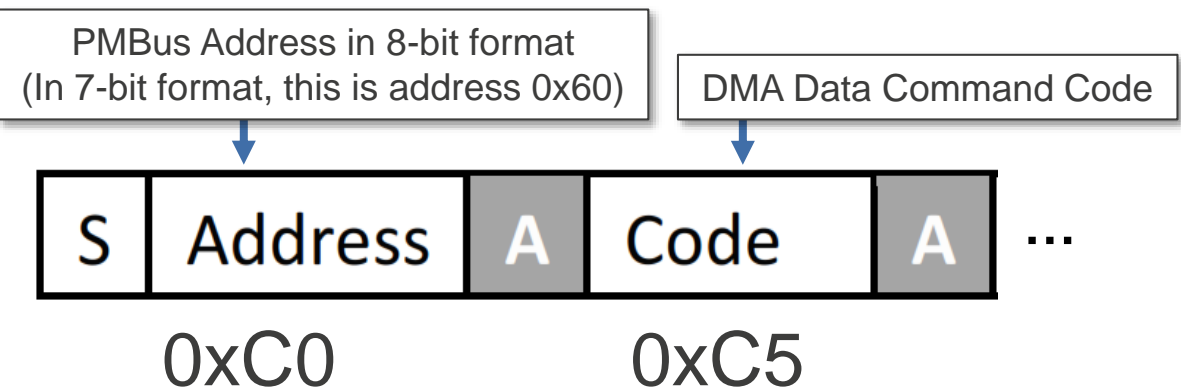 PMBus Address in 8-bit format
(In 7-bit format, this is address 0x60)
DMA Data Command Code
S Address A Code A ...
0xC0 0xC5